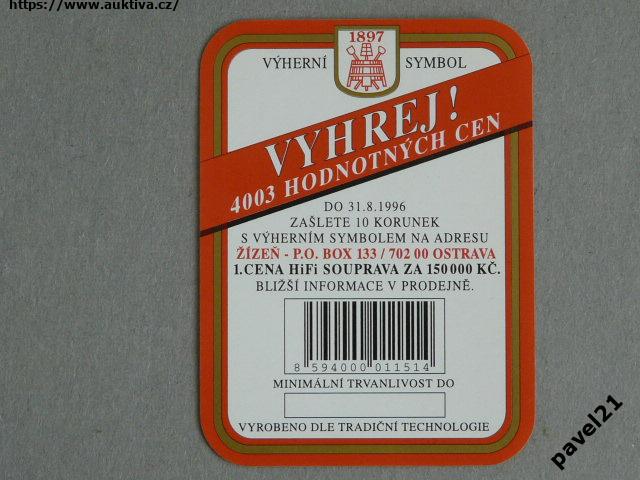 https://www.auktiva.cz/
1897
VÝHERNÍ SYMBOL
VYHREJ!
4003 HODNOTNÝCH CEN
DO 31.8.1996
ZAŠLETE 10 KORUNEK
S VÝHERNÍM SYMBOLEM NA ADRESU
ŽÍZEŇ - P.O. BOX 133 / 702 00 OSTRAVA
1.CENA HiFi SOUPRAVA ZA 150 000 KČ.
BLIŽŠÍ INFORMACE V PRODEJNĚ.
8 594000 011514
MINIMÁLNÍ TRVANLIVOST DO
VYROBENO DLE TRADIČNÍ TECHNOLOGIE
pavel21